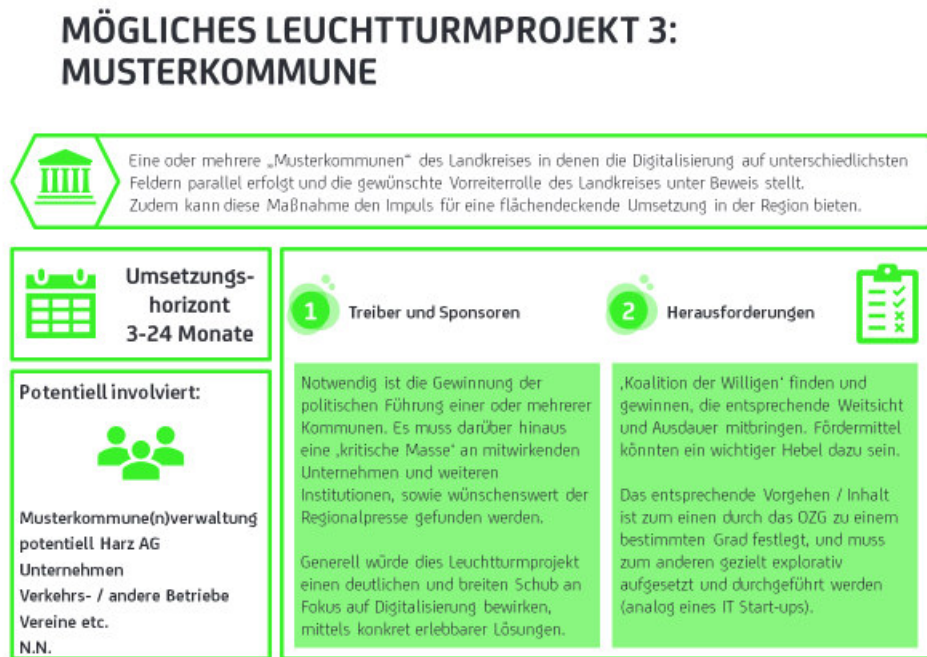 MÖGLICHES LEUCHTTURMPROJEKT 3:
MUSTERKOMMUNE
Eine oder mehrere „Musterkommunen“ des Landkreises in denen die Digitalisierung auf unterschiedlichsten
Feldern parallel erfolgt und die gewünschte Vorreiterrolle des Landkreises unter Beweis stellt.
Zudem kann diese Maßnahme den Impuls für eine flächendeckende Umsetzung in der Region bieten.
Umsetzungs-
horizont
3-24 Monate
Potentiell involviert:
Musterkommune(n)verwaltung
potentiell Harz AG
Unternehmen
Verkehrs- / andere Betriebe
Vereine etc.
N.N.
1 Treiber und Sponsoren
Notwendig ist die Gewinnung der
politischen Führung einer oder mehrerer
Kommunen. Es muss darüber hinaus
eine ‚kritische Masse‘ an mitwirkenden
Unternehmen und weiteren
Institutionen, sowie wünschenswert der
Regionalpresse gefunden werden.
Generell würde dies Leuchtturmprojekt
einen deutlichen und breiten Schub an
Fokus auf Digitalisierung bewirken,
mittels konkret erlebbarer Lösungen.
2 Herausforderungen
‚Koalition der Willigen‘ finden und
gewinnen, die entsprechende Weitsicht
und Ausdauer mitbringen. Fördermittel
könnten ein wichtiger Hebel dazu sein.
Das entsprechende Vorgehen / Inhalt
ist zum einen durch das OZG zu einem
bestimmten Grad festlegt, und muss
zum anderen gezielt explorativ
aufgesetzt und durchgeführt werden
(analog eines IT Start-ups).